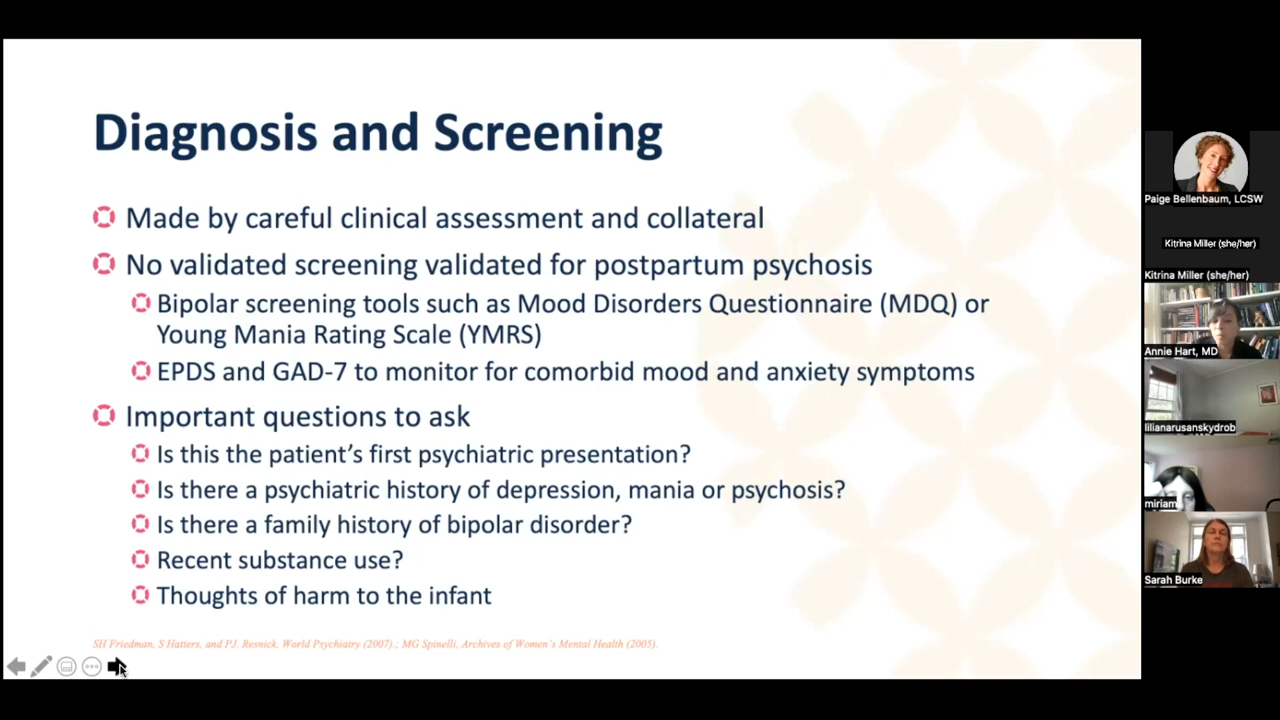 Diagnosis and Screening
Made by careful clinical assessment and collateral
No validated screening validated for postpartum psychosis
Bipolar screening tools such as Mood Disorders Questionnaire (MDQ) or
Young Mania Rating Scale (YMRS)
EPDS and GAD-7 to monitor for comorbid mood and anxiety symptoms
Important questions to ask
Is this the patient’s first psychiatric presentation?
Is there a psychiatric history of depression, mania or psychosis?
Is there a family history of bipolar disorder?
Recent substance use?
Thoughts of harm to the infant
SH Friedman, S Hatters, and PJ. Resnick. World Psychiatry (2007).; MG Spinelli, Archives of Women’s Mental Health (2005).
Paige Bellenbaum, LCSW
Kitrina Miller (she/her)
Kitrina Miller (she/her)
Annie Hart, MD
lilianarusanskydrob
miriam
Sarah Burke